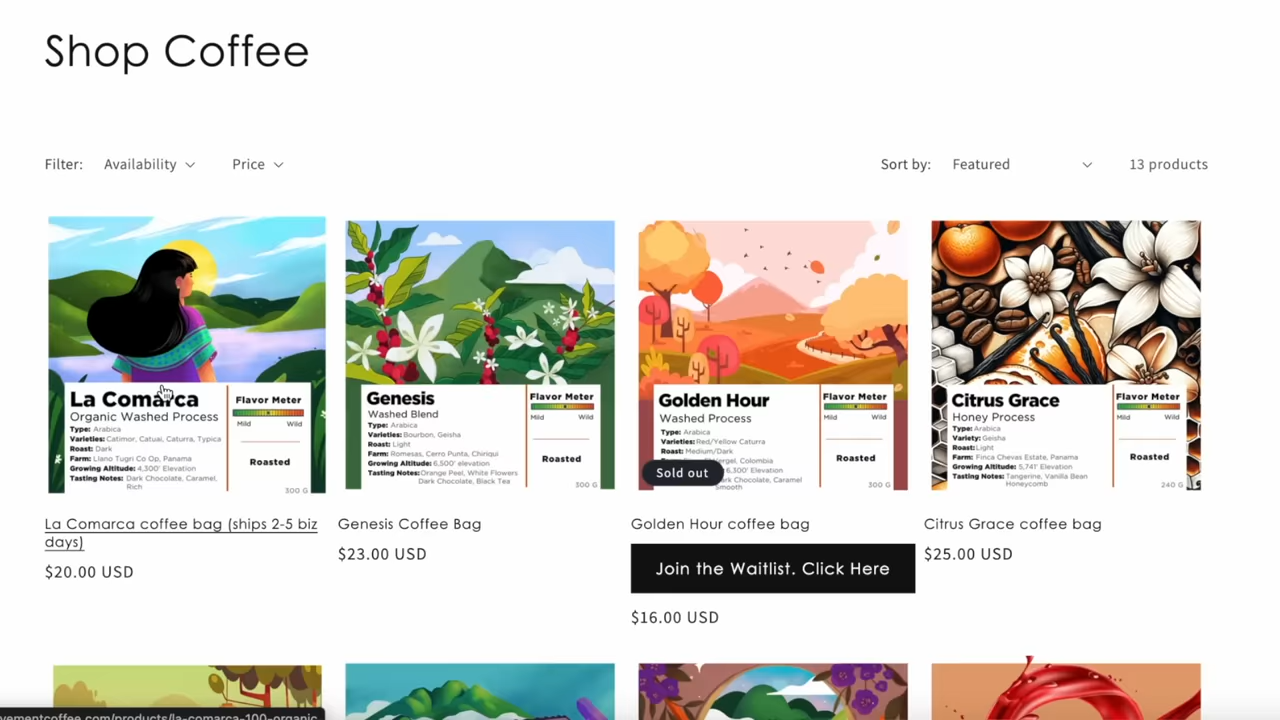 Shop Coffee
Filter: Availability Price
Sort by: Featured 13 products
La Comarca
Organic Washed Process
Type: Arabica
Varieties: Catimor, Catuai, Caturra, Typica
Roast: Dark
Farm: Llano Tugri Co Op, Panama
Growing Altitude: 4,300' Elevation
Tasting Notes: Dark Chocolate, Caramel,
Rich
Flavor Meter
Mild Wild
Roasted
300 G
Genesis
Washed Blend
Type: Arabica
Varieties: Bourbon, Geisha
Roast: Light
Farm: Romesas, Cerro Punta, Chiriqui
Growing Altitude: 6,500' elevation
Tasting Notes: Orange Peel, White Flowers
Dark Chocolate, Black Tea
Flavor Meter
Mild Wild
Roasted
300 G
Golden Hour
Washed Process
Type: Arabica
Varieties: Red/Yellow Caturra
Roast: Medium/Dark
Colombia
6,300' Elevation
Dark Chocolate, Caramel
Smooth
Sold out
Flavor Meter
Mild Wild
Roasted
300 G
Citrus Grace
Honey Process
Type: Arabica
Variety: Geisha
Roast: Light
Farm: Finca Chevas Estate, Panama
Growing Altitude: 5,741' Elevation
Tasting Notes: Tangerine, Vanilla Bean
Honeycomb
Flavor Meter
Mild Wild
Roasted
240 G
La Comarca coffee bag (ships 2-5 biz
days)
$20.00 USD
Genesis Coffee Bag
$23.00 USD
Golden Hour coffee bag
Join the Waitlist. Click Here
$16.00 USD
Citrus Grace coffee bag
$25.00 USD
vementcoffee.com/products/la-comarca-100-organic